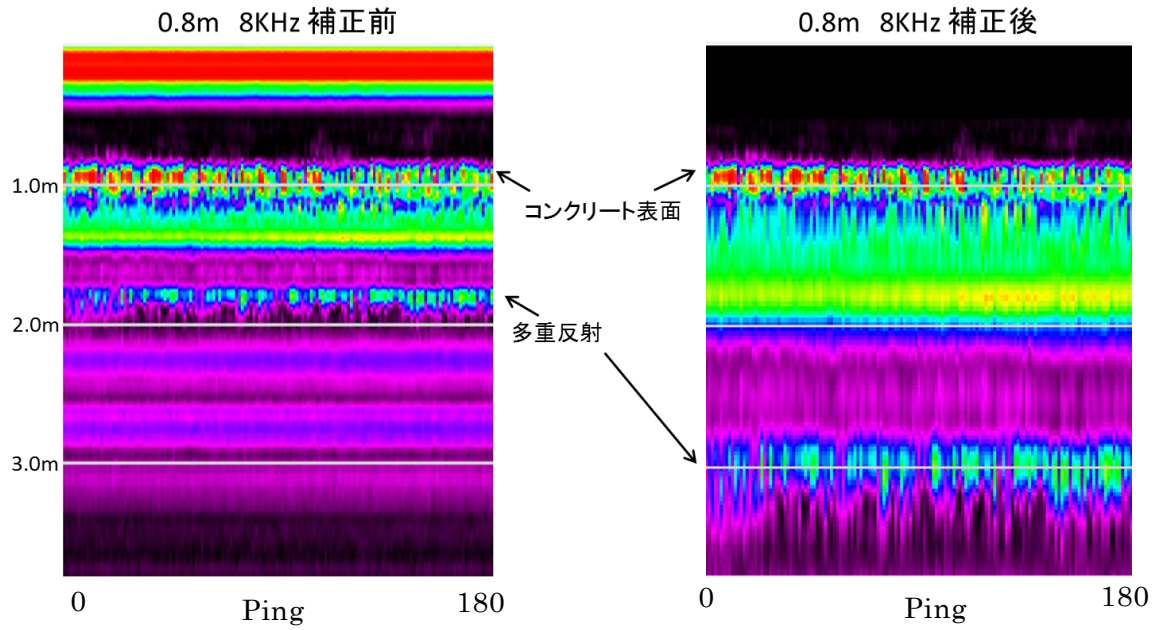 0.8m 8KHz 補正前
0.8m 8KHz 補正後
1.0m
コンクリート表面
2.0m
多重反射
3.0m
0
Ping
180
0
Ping
180